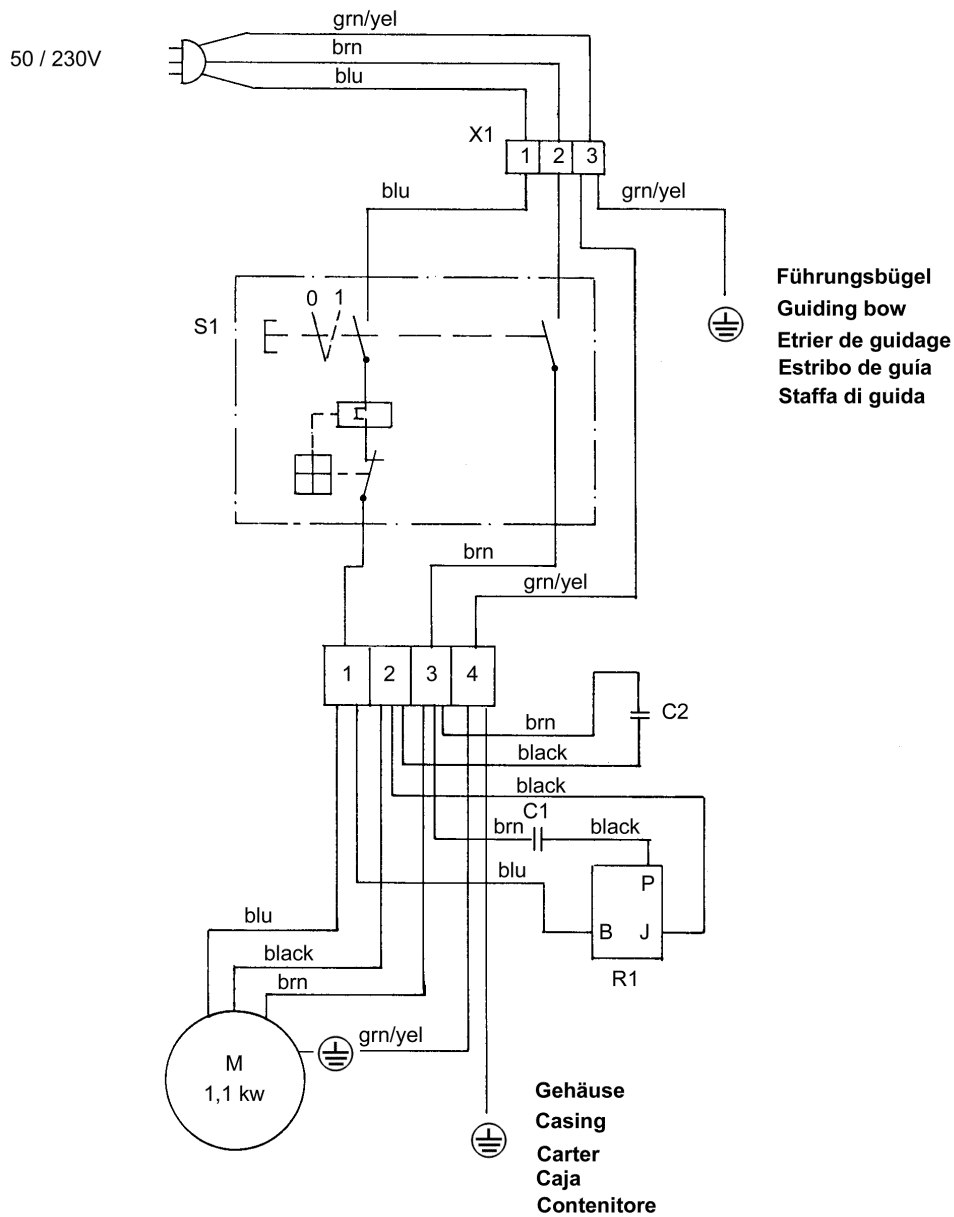 grn/yel
50 / 230V
brn
blu
X1
1 2 3
blu
grn/yel
Führungsbügel
Guiding bow
Etrier de guidage
Estribo de guía
Staffa di guida
0 1
S1
brn
grn/yel
1 2 3 4
C2
brn
black
black
C1
brn
black
blu
P
B J
R1
blu
black
brn
grn/yel
M
1,1 kw
Gehäuse
Casing
Carter
Caja
Contenitore